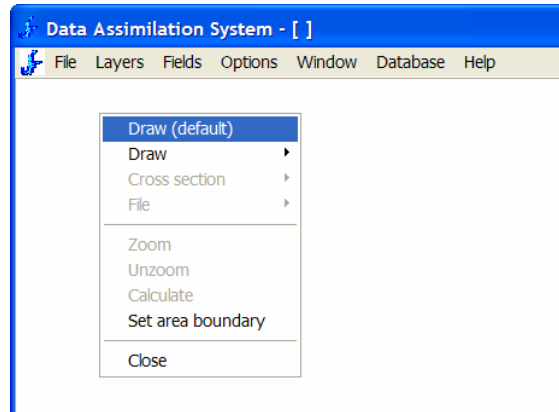 Data Assimilation System - [ ]
File Layers Fields Options Window Database Help
Draw (default)
Draw
Cross section
File
Zoom
Unzoom
Calculate
Set area boundary
Close